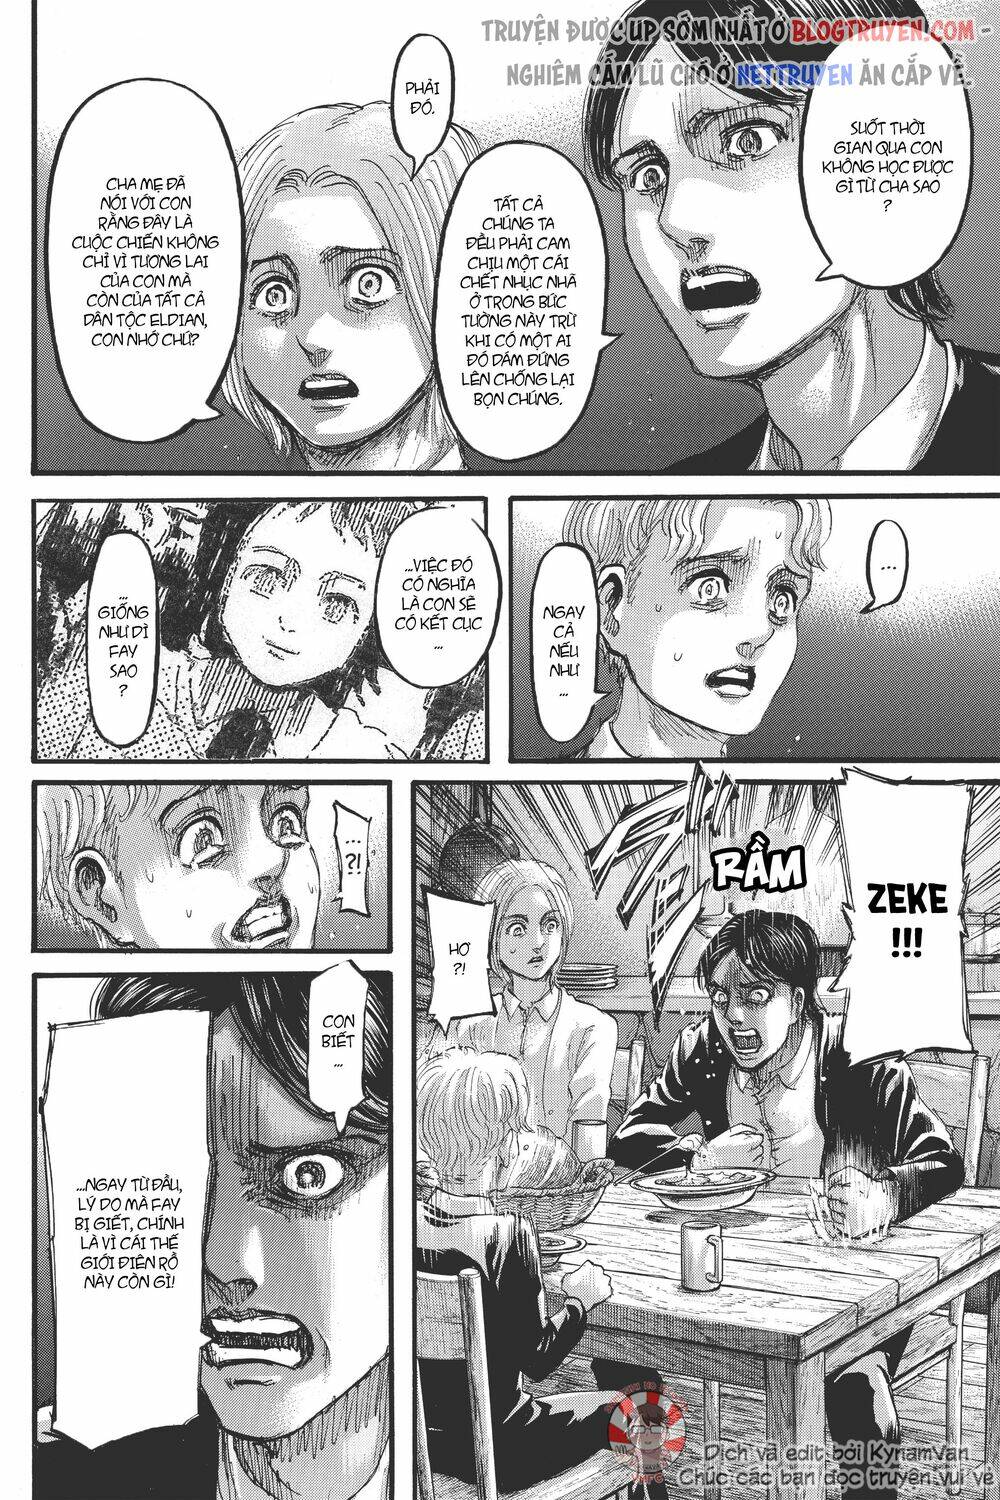 TRUYỆN ĐƯỢC UP SỚM NHẤT Ở BLOGTRUYEN.COM -
NGHIÊM CẤM LŨ CHÓ Ở NETTRUYEN ĂN CẮP VỀ.
SUỐT THỜI
GIAN QUA CON
KHÔNG HỌC ĐƯỢC
GÌ TỪ CHA SAO
?
TẤT CẢ
CHÚNG TA
ĐỀU PHẢI CAM
CHỊU MỘT CÁI
CHẾT NHỤC NHÃ
Ở TRONG BỨC
TƯỜNG NÀY TRỪ
KHI CÓ MỘT AI
ĐÓ DÁM ĐỨNG
LÊN CHỐNG LẠI
BỌN CHÚNG.
PHẢI
ĐÓ.
CHA MẸ ĐÃ
NÓI VỚI CON
RẰNG ĐÂY LÀ
CUỘC CHIẾN KHÔNG
CHỈ VÌ TƯƠNG LAI
CỦA CON MÀ
CÒN CỦA TẤT CẢ
DÂN TỘC ELDIAN,
CON NHỚ CHỨ?
...
NGAY
CẢ
NẾU
NHƯ
...
...VIỆC ĐÓ
CÓ NGHĨA
LÀ CON SẼ
CÓ KẾT CỤC
...
...
GIỐNG
NHƯ DÌ
FAY
SAO
?
ZEKE
!!!
RẦM
HƠ
?!
...
?!
CON
BIẾT
...
...NGAY TỪ ĐẦU,
LÝ DO MÀ FAY
BỊ GIẾT, CHÍNH
LÀ VÌ CÁI THẾ
GIỚI ĐIÊN RỒ
NÀY CÒN GÌ!
Dịch và edit bởi KynamVan
Chúc các bạn đọc truyện vui vẻ